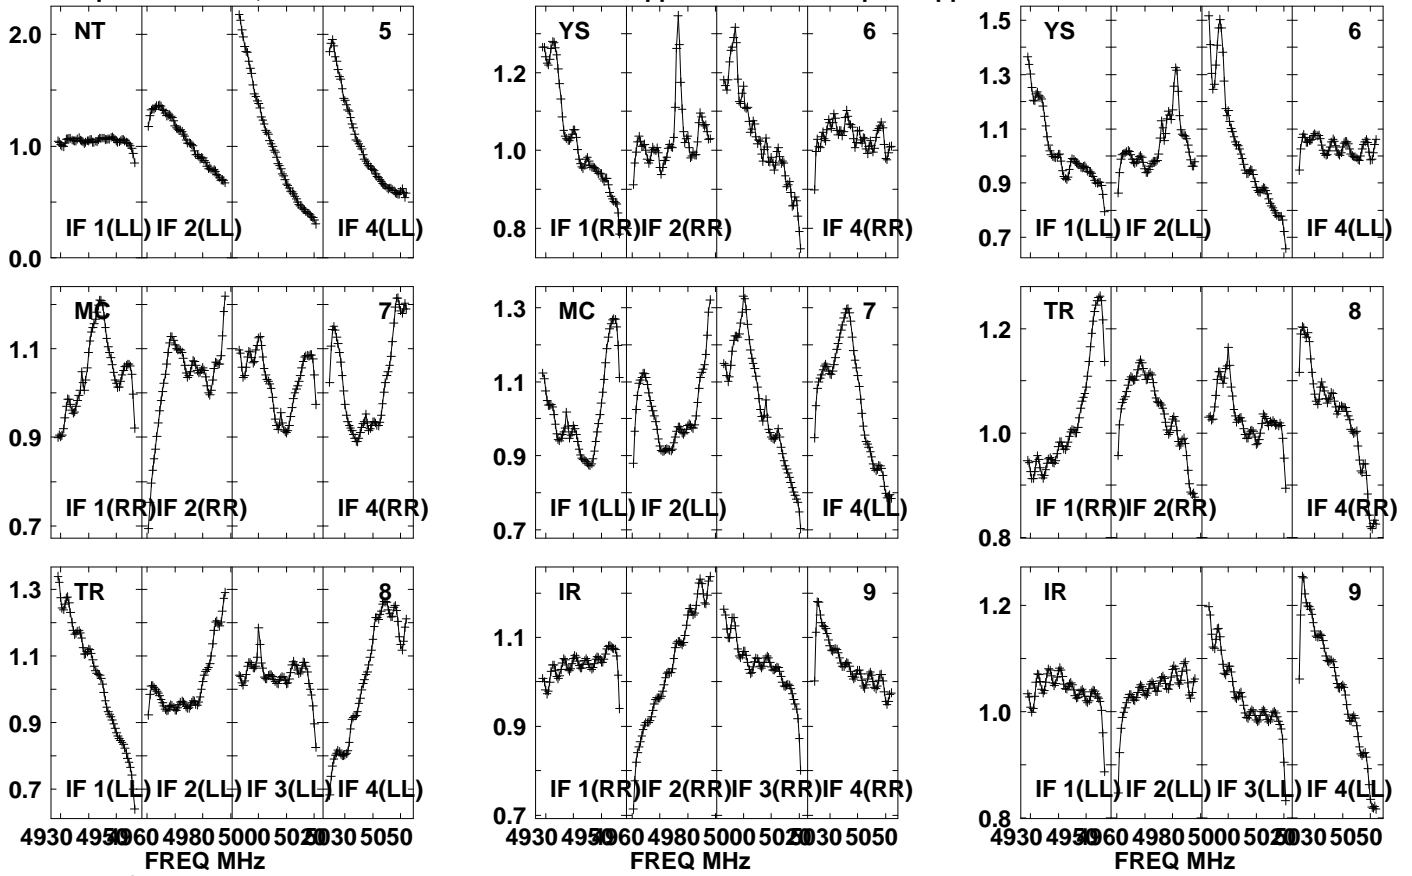 NT 5 YS 6 YS 6
2.0 1.5
1.2 1.3
1.0 1.0 1.1
0.9
0.8 0.7
0.0
IF 1(LL) IF 2(LL) IF 4(LL) IF 1(RR) IF 2(RR) IF 4(RR) IF 1(LL) IF 2(LL) IF 4(LL)
MC 7 MC 7 TR 8
1.3 1.2
1.1 1.1
1.0
0.9 0.9
0.7 0.7 0.8
IF 1(RR) IF 2(RR) IF 4(RR) IF 1(LL) IF 2(LL) IF 4(LL) IF 1(RR) IF 2(RR) IF 4(RR)
TR 8 IR 9 IR 9
1.3 1.2
1.1 1.1
1.0
0.9 0.9
0.7 0.7 0.8
IF 1(LL) IF 2(LL) IF 3(LL) IF 4(LL) IF 1(RR) IF 2(RR) IF 3(RR) IF 4(RR) IF 1(LL) IF 2(LL) IF 3(LL) IF 4(LL)
4930 4950 4960 4980 5000 5020 5030 5050 4930 4950 4960 4980 5000 5020 5030 5050 4930 4950 4960 4980 5000 5020 5030 5050
FREQ MHz FREQ MHz FREQ MHz